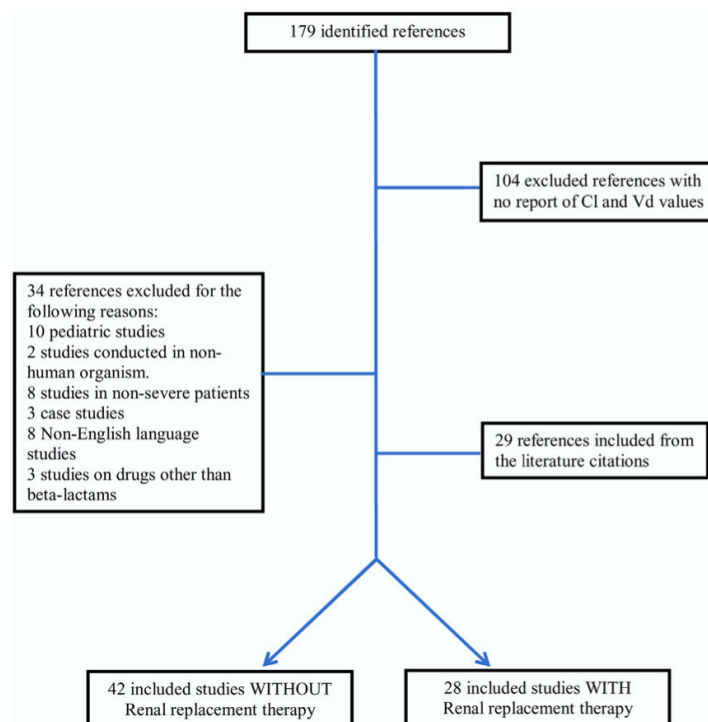 179 identified references
104 excluded references with
no report of Cl and Vd values
34 references excluded for the
following reasons:
10 pediatric studies
2 studies conducted in non-
human organism.
8 studies in non-severe patients
3 case studies
8 Non-English language
studies
3 studies on drugs other than
beta-lactams
29 references included from
the literature citations
42 included studies WITHOUT
Renal replacement therapy
28 included studies WITH
Renal replacement therapy